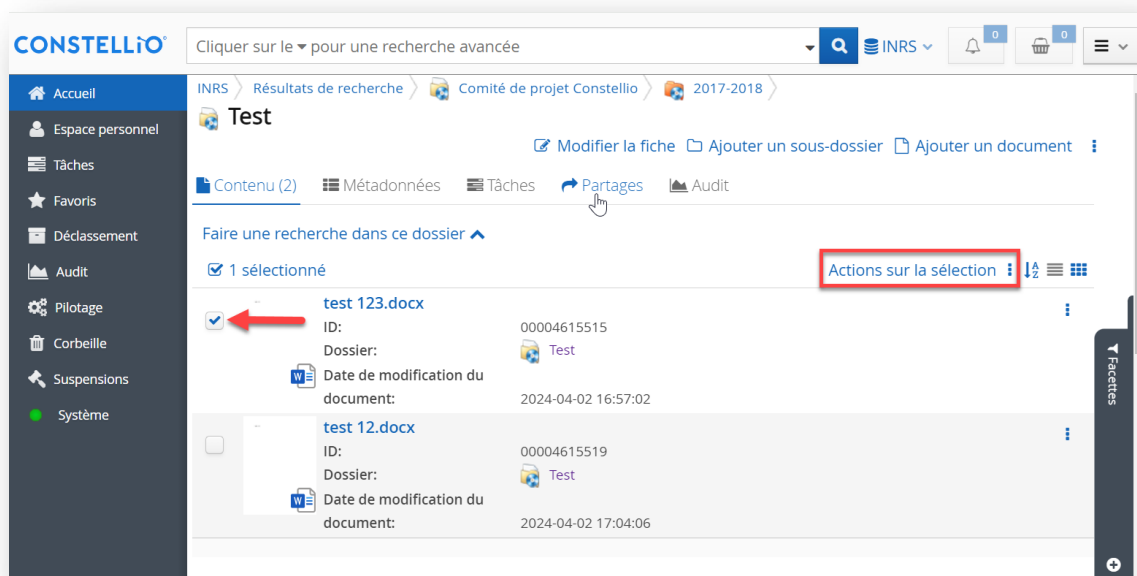 CONSTELLiO
Cliquer sur le ▾ pour une recherche avancée
INRS
0
0
Accueil
Espace personnel
Tâches
Favoris
Déclassement
Audit
Pilotage
Corbeille
Suspensions
Système
INRS
Résultats de recherche
Comité de projet Constellio
2017-2018
Test
Modifier la fiche
Ajouter un sous-dossier
Ajouter un document
Contenu (2)
Métadonnées
Tâches
Partages
Audit
Faire une recherche dans ce dossier
1 sélectionné
Actions sur la sélection
test 123.docx
ID: 00004615515
Dossier: Test
Date de modification du
document: 2024-04-02 16:57:02
test 12.docx
ID: 00004615519
Dossier: Test
Date de modification du
document: 2024-04-02 17:04:06
Facettes